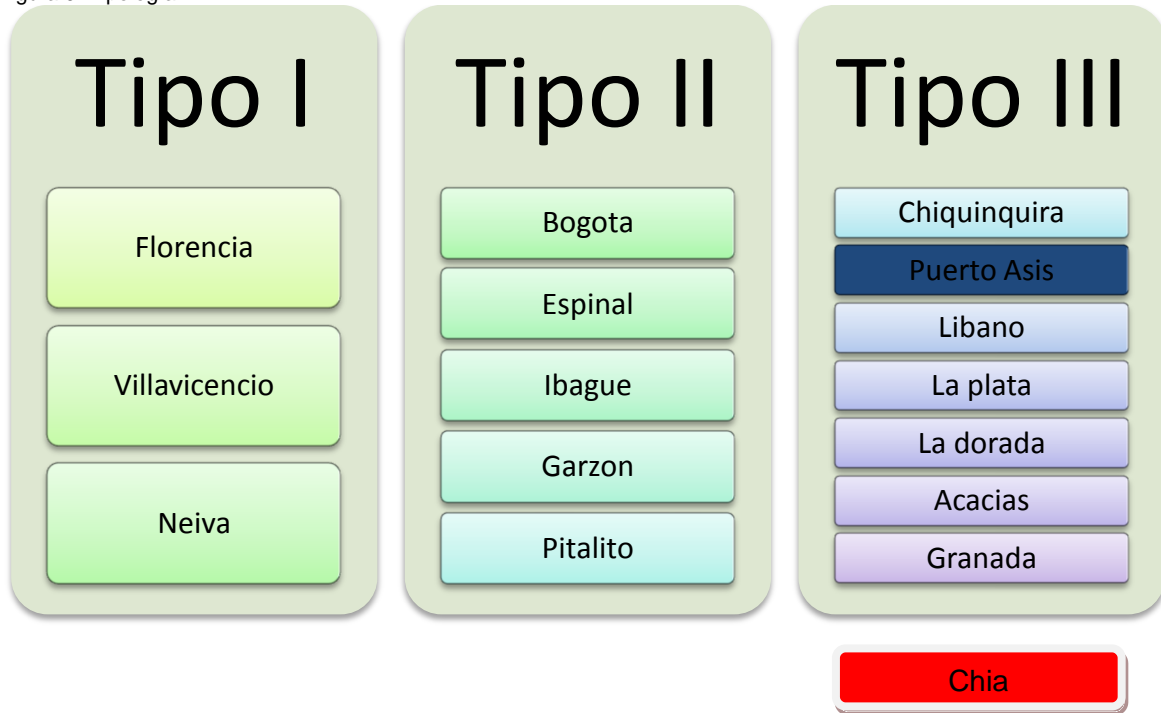 Tipo I
Florencia
Villavicencio
Neiva
Tipo II
Bogota
Espinal
Ibague
Garzon
Pitalito
Tipo III
Chiquinquira
Puerto Asis
Libano
La plata
La dorada
Acacias
Granada
Chia